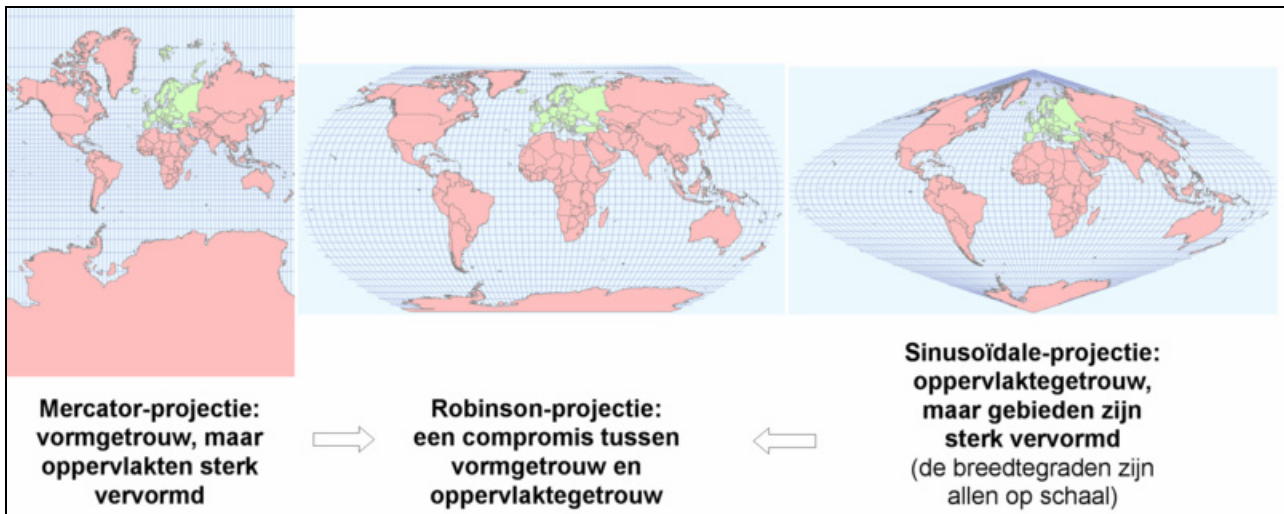 Mercator-projectie:
vormgetrouw, maar
oppervlakten sterk
vervormd
Robinson-projectie:
een compromis tussen
vormgetrouw en
oppervlaktegetrouw
Sinusoïdale-projectie:
oppervlaktegetrouw,
maar gebieden zijn
sterk vervormd
(de breedtegraden zijn
allen op schaal)